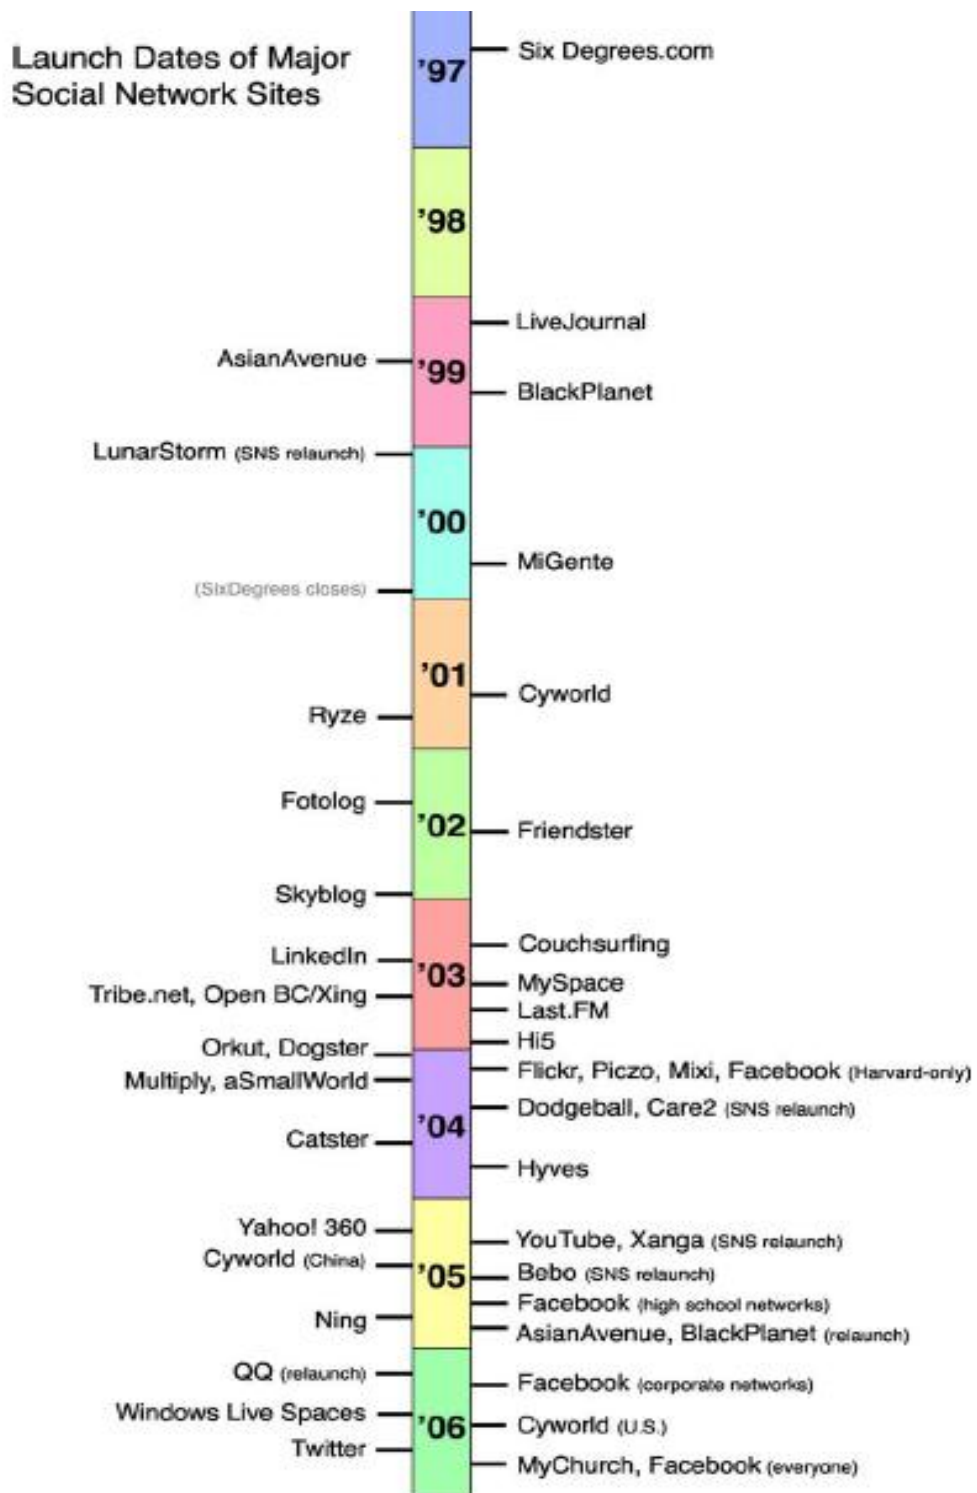 Launch Dates of Major
Social Network Sites
'97
Six Degrees.com
'98
'99
LiveJournal
AsianAvenue
BlackPlanet
'00
LunarStorm (SNS relaunch)
MiGente
(SixDegrees closes)
'01
Cyworld
Ryze
'02
Fotolog
Friendster
Skyblog
'03
Couchsurfing
LinkedIn
MySpace
Tribe.net, Open BC/Xing
Last.FM
Hi5
'04
Orkut, Dogster
Flickr, Piczo, Mixi, Facebook (Harvard-only)
Multiply, aSmallWorld
Dodgeball, Care2 (SNS relaunch)
Catster
Hyves
'05
Yahoo! 360
YouTube, Xanga (SNS relaunch)
Cyworld (China)
Bebo (SNS relaunch)
Facebook (high school networks)
Ning
AsianAvenue, BlackPlanet (relaunch)
'06
QQ (relaunch)
Facebook (corporate networks)
Windows Live Spaces
Cyworld (U.S.)
Twitter
MyChurch, Facebook (everyone)